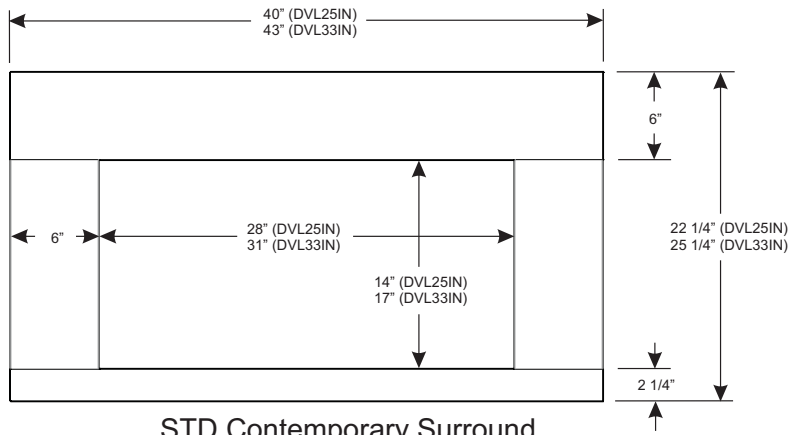 40” (DVL25IN)
43” (DVL33IN)
6”
6”
28” (DVL25IN)
31” (DVL33IN)
22 1/4” (DVL25IN)
25 1/4” (DVL33IN)
14” (DVL25IN)
17” (DVL33IN)
2 1/4”
STD Contemporary Surround